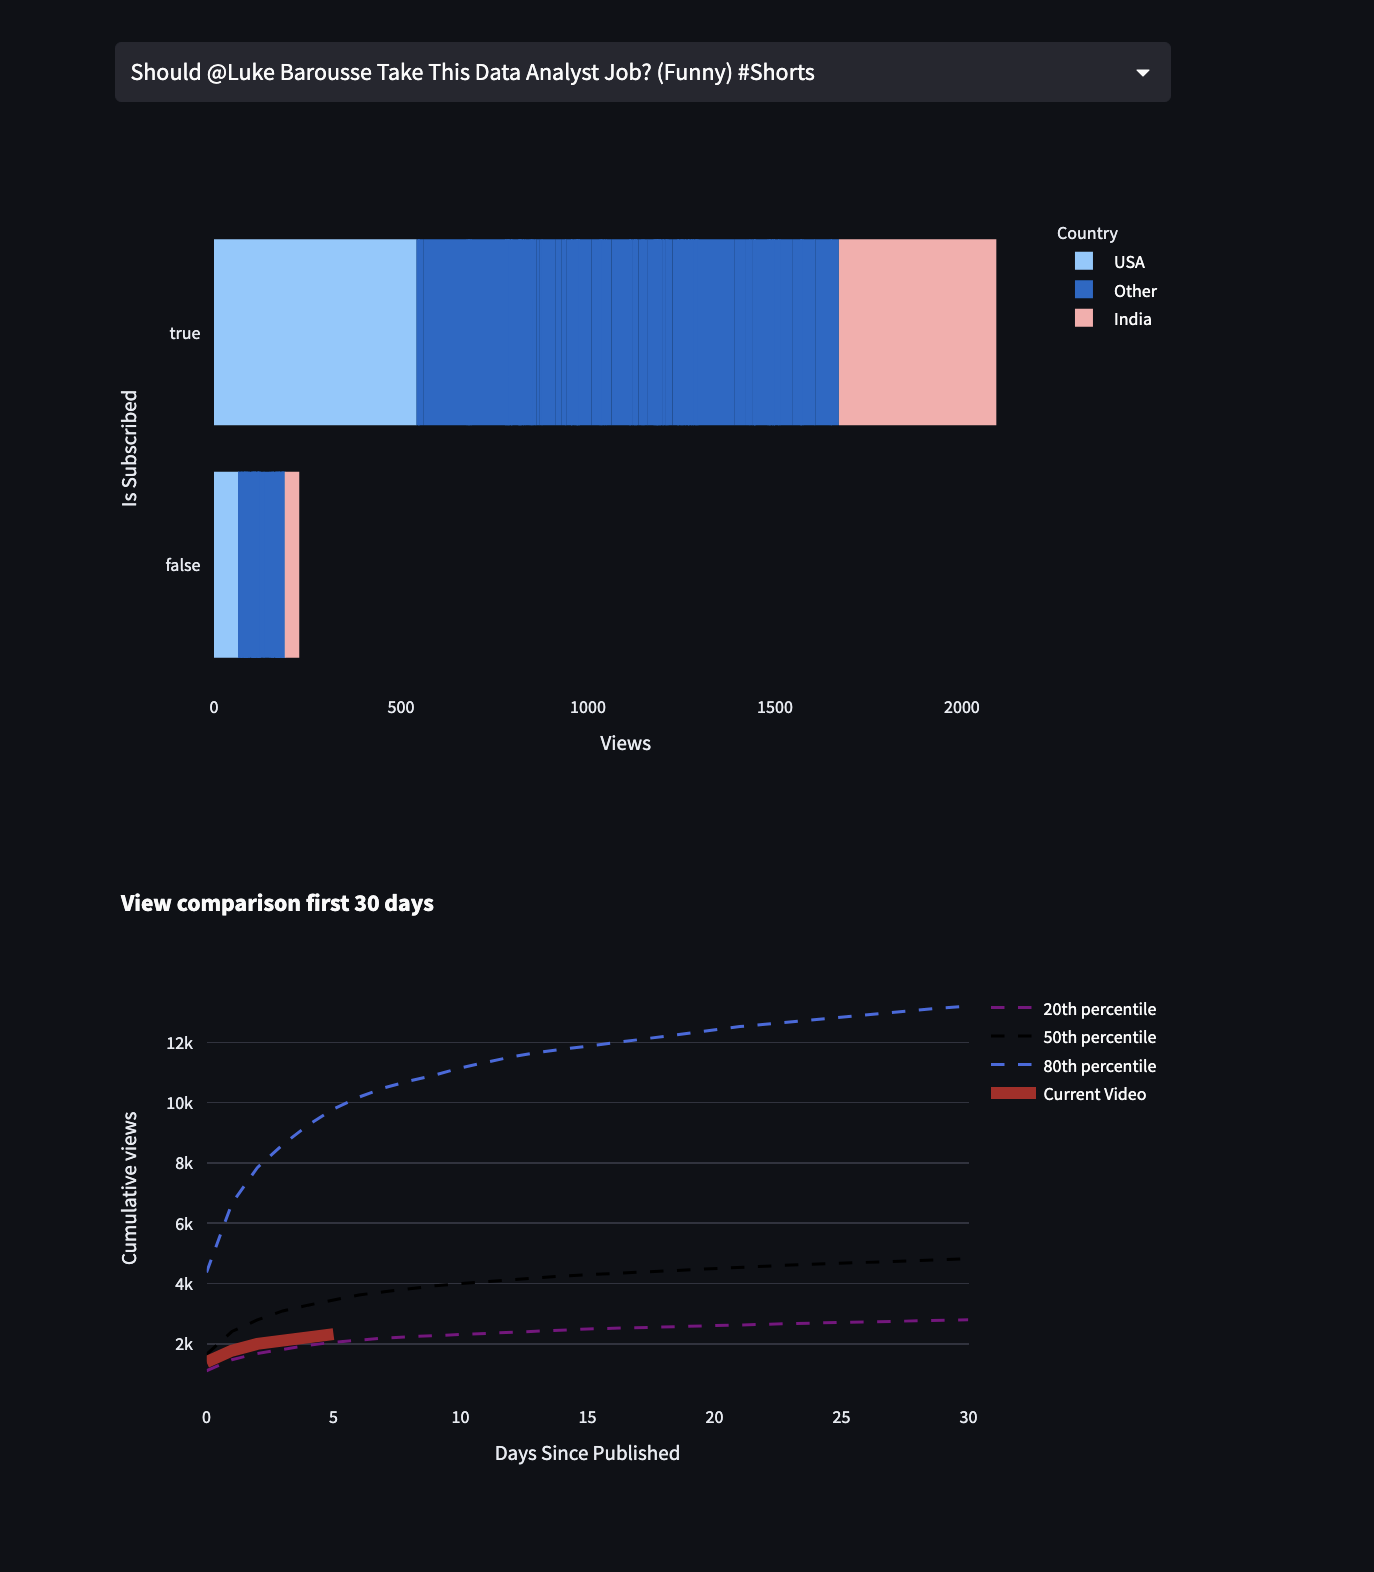 Should @Luke Barousse Take This Data Analyst Job? (Funny) #Shorts
Country
USA
Other
India
Is Subscribed
true
false
0 500 1000 1500 2000
Views
View comparison first 30 days
20th percentile
50th percentile
80th percentile
Current Video
Cumulative views
12k
10k
8k
6k
4k
2k
0 5 10 15 20 25 30
Days Since Published